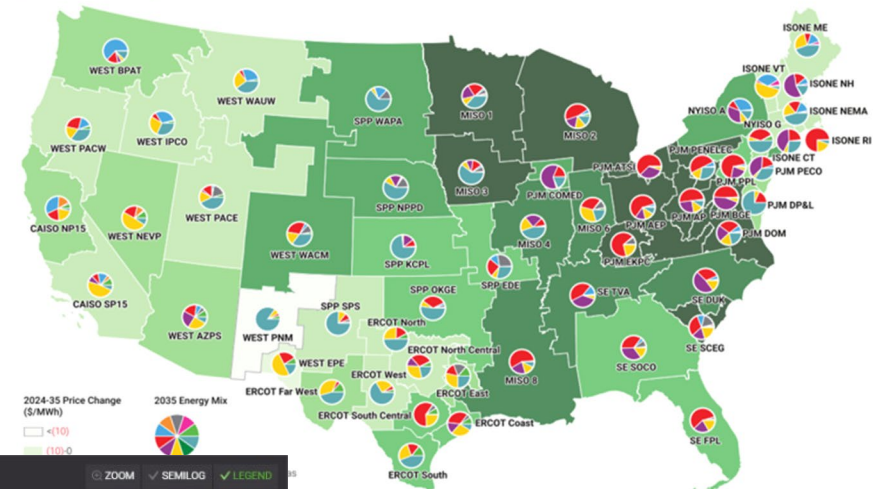 ISONE ME
WEST BPAT
ISONE VT
WEST WAUW
ISONE NH
SPP WAPA
MISO 1
NYISO A
ISONE NEMA
NYISO G
WEST PACW
WEST IPCO
MISO 2
ISONE RI
PJM PENELEC
ISONE CT
PJM ATSI
PJM PECO
MISO 3
PJM COMED
PJM PPL
SPP NPPD
PJM DP&L
WEST PACE
PJM AP
PJM BGE
CAISO NP15
WEST NEVP
MISO 4
MISO 6
PJM AEP
PJM DOM
WEST WACM
SPP KCPL
PJM EKPC
SPP EDE
CAISO SP15
SPP OKGE
SE TVA
SE DUK
SPP SPS
ERCOT North
WEST AZPS
WEST PNM
ERCOT North Central
SE SCEG
WEST EPE
ERCOT West
SE SOCO
MISO 8
ERCOT Far West
ERCOT East
2024-35 Price Change
($/MWh)
2035 Energy Mix
ERCOT South Central
ERCOT Coast
<(10)
SE FPL
(10)-0
ZOOM
SEMILOG
LEGEND
as
ERCOT South